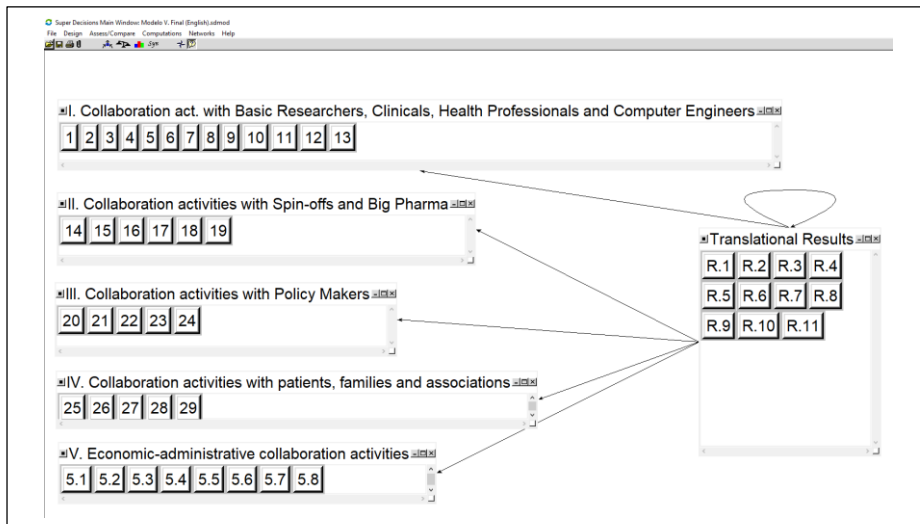 Super Decisions Main Window: Modelo V. Final (English).sdmod
File Design Assess/Compare Computations Networks Help
Syn
I. Collaboration act. with Basic Researchers, Clinicals, Health Professionals and Computer Engineers
1 2 3 4 5 6 7 8 9 10 11 12 13
II. Collaboration activities with Spin-offs and Big Pharma
14 15 16 17 18 19
Translational Results
R.1 R.2 R.3 R.4
R.5 R.6 R.7 R.8
R.9 R.10 R.11
III. Collaboration activities with Policy Makers
20 21 22 23 24
IV. Collaboration activities with patients, families and associations
25 26 27 28 29
V. Economic-administrative collaboration activities
5.1 5.2 5.3 5.4 5.5 5.6 5.7 5.8